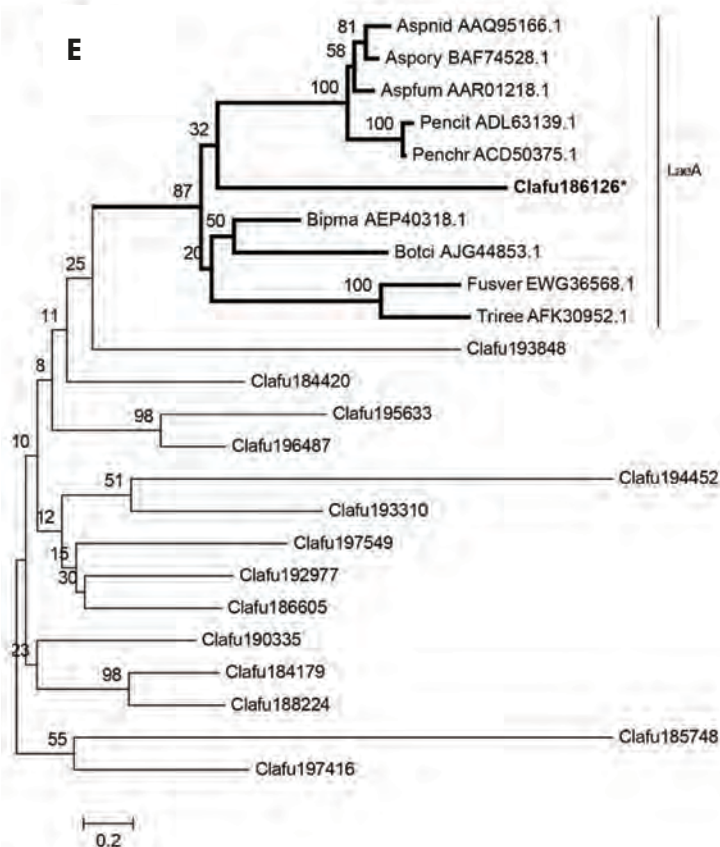 E
81
Aspnid AAQ95166.1
58
Aspory BAF74528.1
100
Aspfum AAR01218.1
100
Pencit ADL63139.1
32
Penchr ACD50375.1
LaeA
87
Clafu186126*
50
Bipma AEP40318.1
20
Botci AJG44853.1
25
100
Fusver EWG36568.1
11
Triree AFK30952.1
Clafu193848
8
Clafu184420
98
Clafu195633
10
Clafu196487
51
Clafu194452
12
Clafu193310
15
Clafu197549
30
Clafu192977
Clafu186605
23
Clafu190335
98
Clafu184179
Clafu188224
55
Clafu185748
Clafu197416
0.2